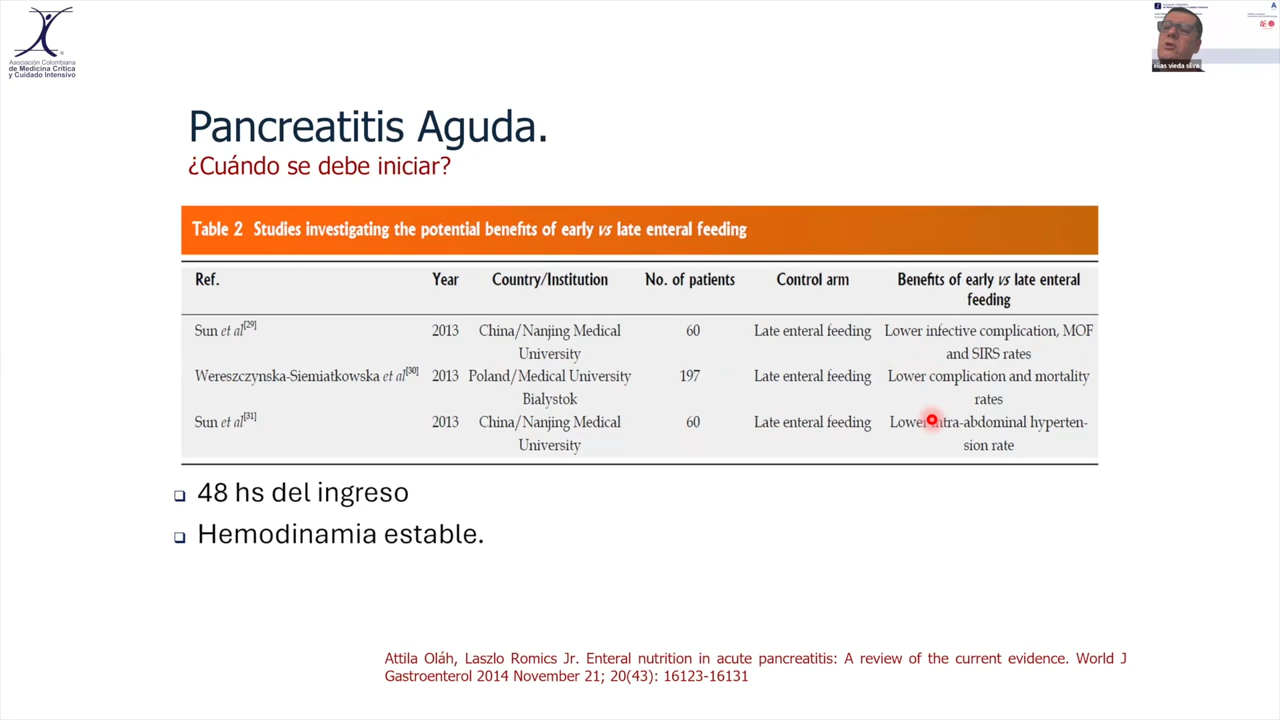 Asociación Colombiana
de Medicina Crítica
y Cuidado Intensivo
elias vieda silva
Pancreatitis Aguda.
¿Cuándo se debe iniciar?
Table 2 Studies investigating the potential benefits of early vs late enteral feeding
Ref. Year Country/Institution No. of patients Control arm Benefits of early vs late enteral
feeding
Sun et al[29] 2013 China/Nanjing Medical 60 Late enteral feeding Lower infective complication, MOF
University and SIRS rates
Wereszczynska-Siemiatkowska et al[30] 2013 Poland/Medical University 197 Late enteral feeding Lower complication and mortality
Bialystok rates
Sun et al[31] 2013 China/Nanjing Medical 60 Late enteral feeding Lower intra-abdominal hyperten-
University sion rate
48 hs del ingreso
Hemodinamia estable.
Attila Oláh, Laszlo Romics Jr. Enteral nutrition in acute pancreatitis: A review of the current evidence. World J
Gastroenterol 2014 November 21; 20(43): 16123-16131